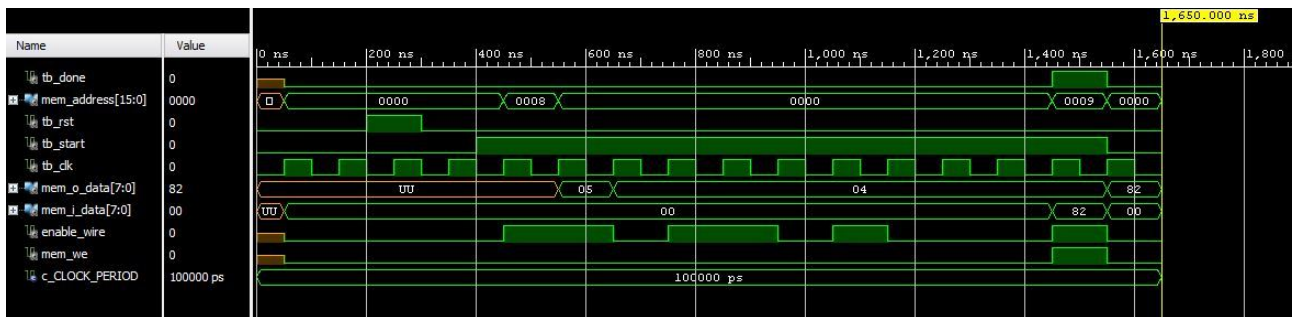 1,650.000 ns
Name Value
0 ns 200 ns 400 ns 600 ns 800 ns 1,000 ns 1,200 ns 1,400 ns 1,600 ns 1,800
tb_done 0
mem_address[15:0] 0000 0000 0008 0000 0009 0000
tb_rst 0
tb_start 0
tb_clk 0
mem_o_data[7:0] 82 UU 05 04 82
mem_i_data[7:0] 00 UU 00 82 00
enable_wire 0
mem_we 0
c_CLOCK_PERIOD 100000 ps 100000 ps